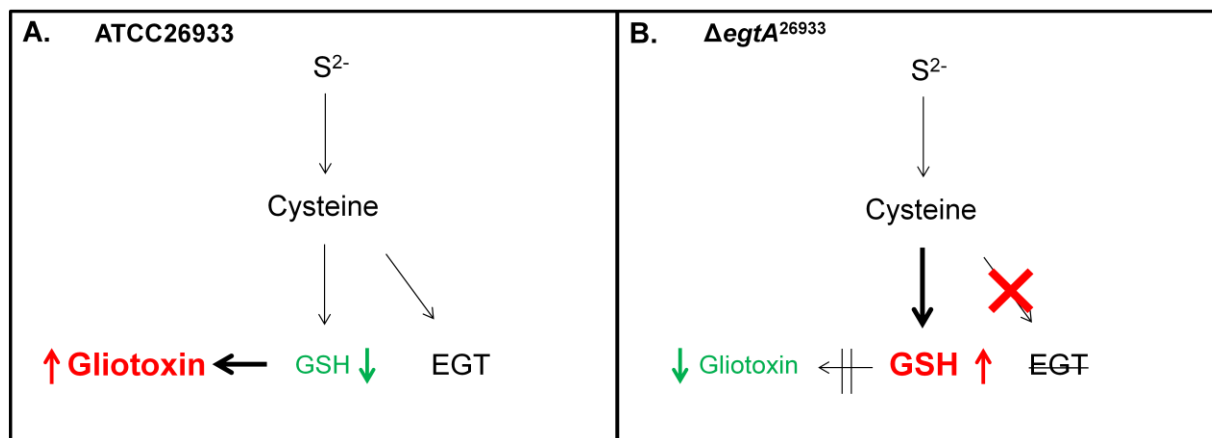 A. ATCC26933
S²⁻
Cysteine
Gliotoxin GSH EGT
B. ΔegtA²⁶⁹³³
S²⁻
Cysteine
Gliotoxin GSH EGT